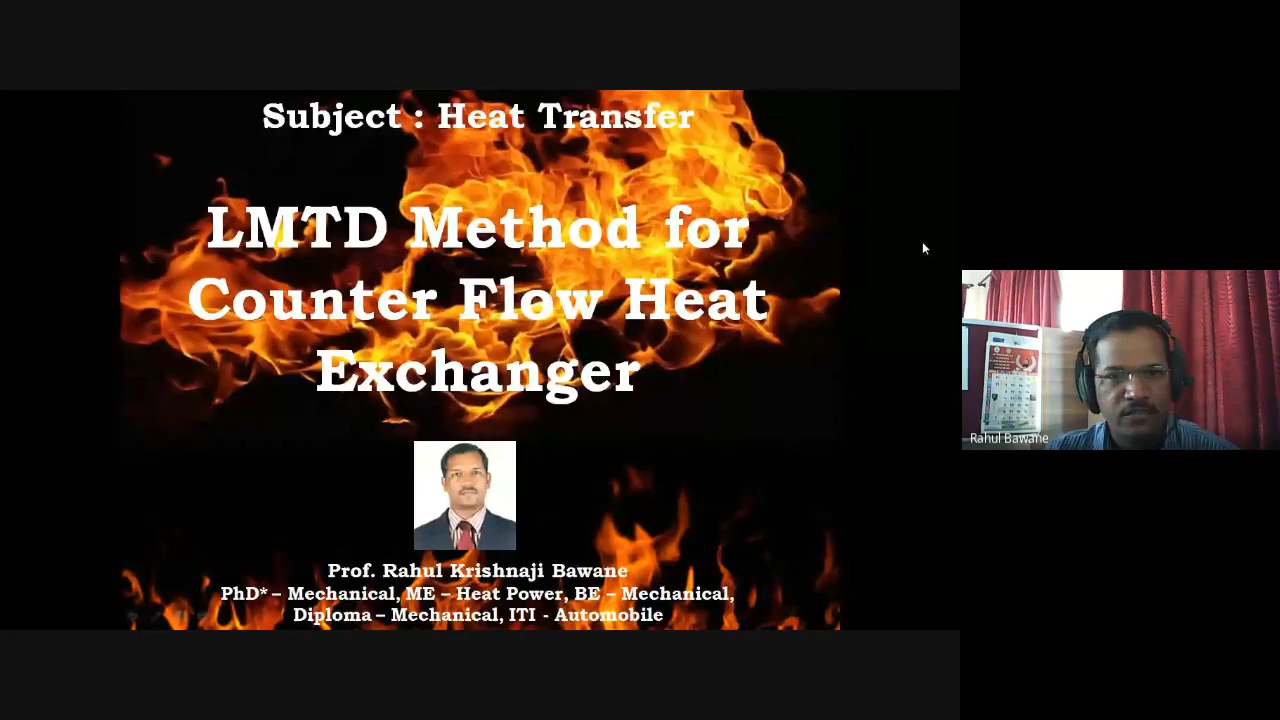 Subject : Heat Transfer
LMTD Method for
Counter Flow Heat
Exchanger
Prof. Rahul Krishnaji Bawane
PhD* – Mechanical, ME – Heat Power, BE – Mechanical,
Diploma – Mechanical, ITI - Automobile
Rahul Bawane